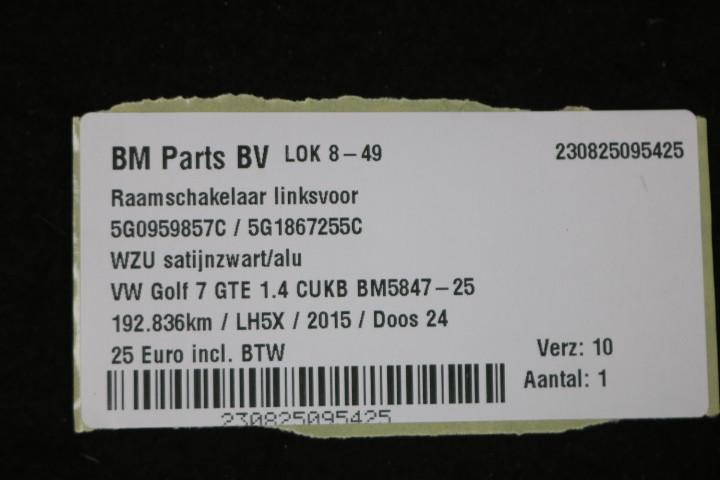 BM Parts BV LOK 8-49 230825095425
Raamschakelaar linksvoor
5G0959857C / 5G1867255C
WZU satijnzwart/alu
VW Golf 7 GTE 1.4 CUKB BM5847-25
192.836km / LH5X / 2015 / Doos 24
25 Euro incl. BTW Verz: 10
Aantal: 1
230825095425